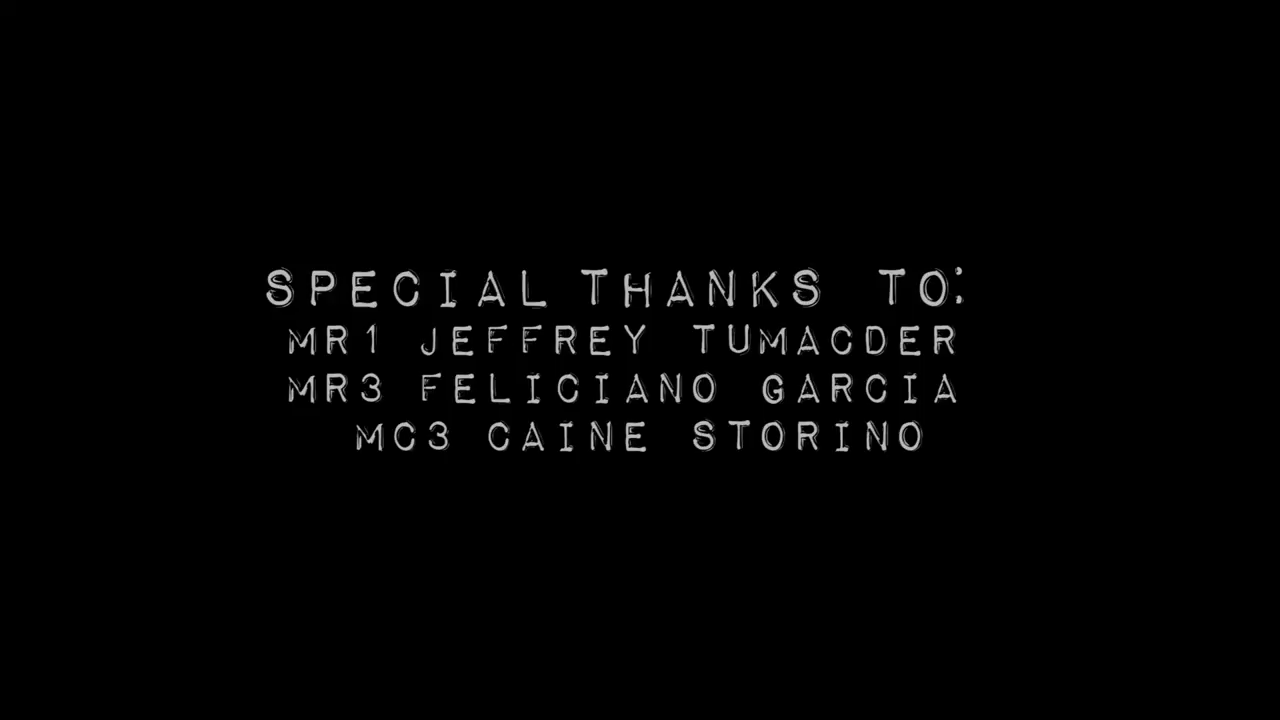 SPECIAL THANKS TO:
MR1 JEFFREY TUMACDER
MR3 FELICIANO GARCIA
MC3 CAINE STORINO